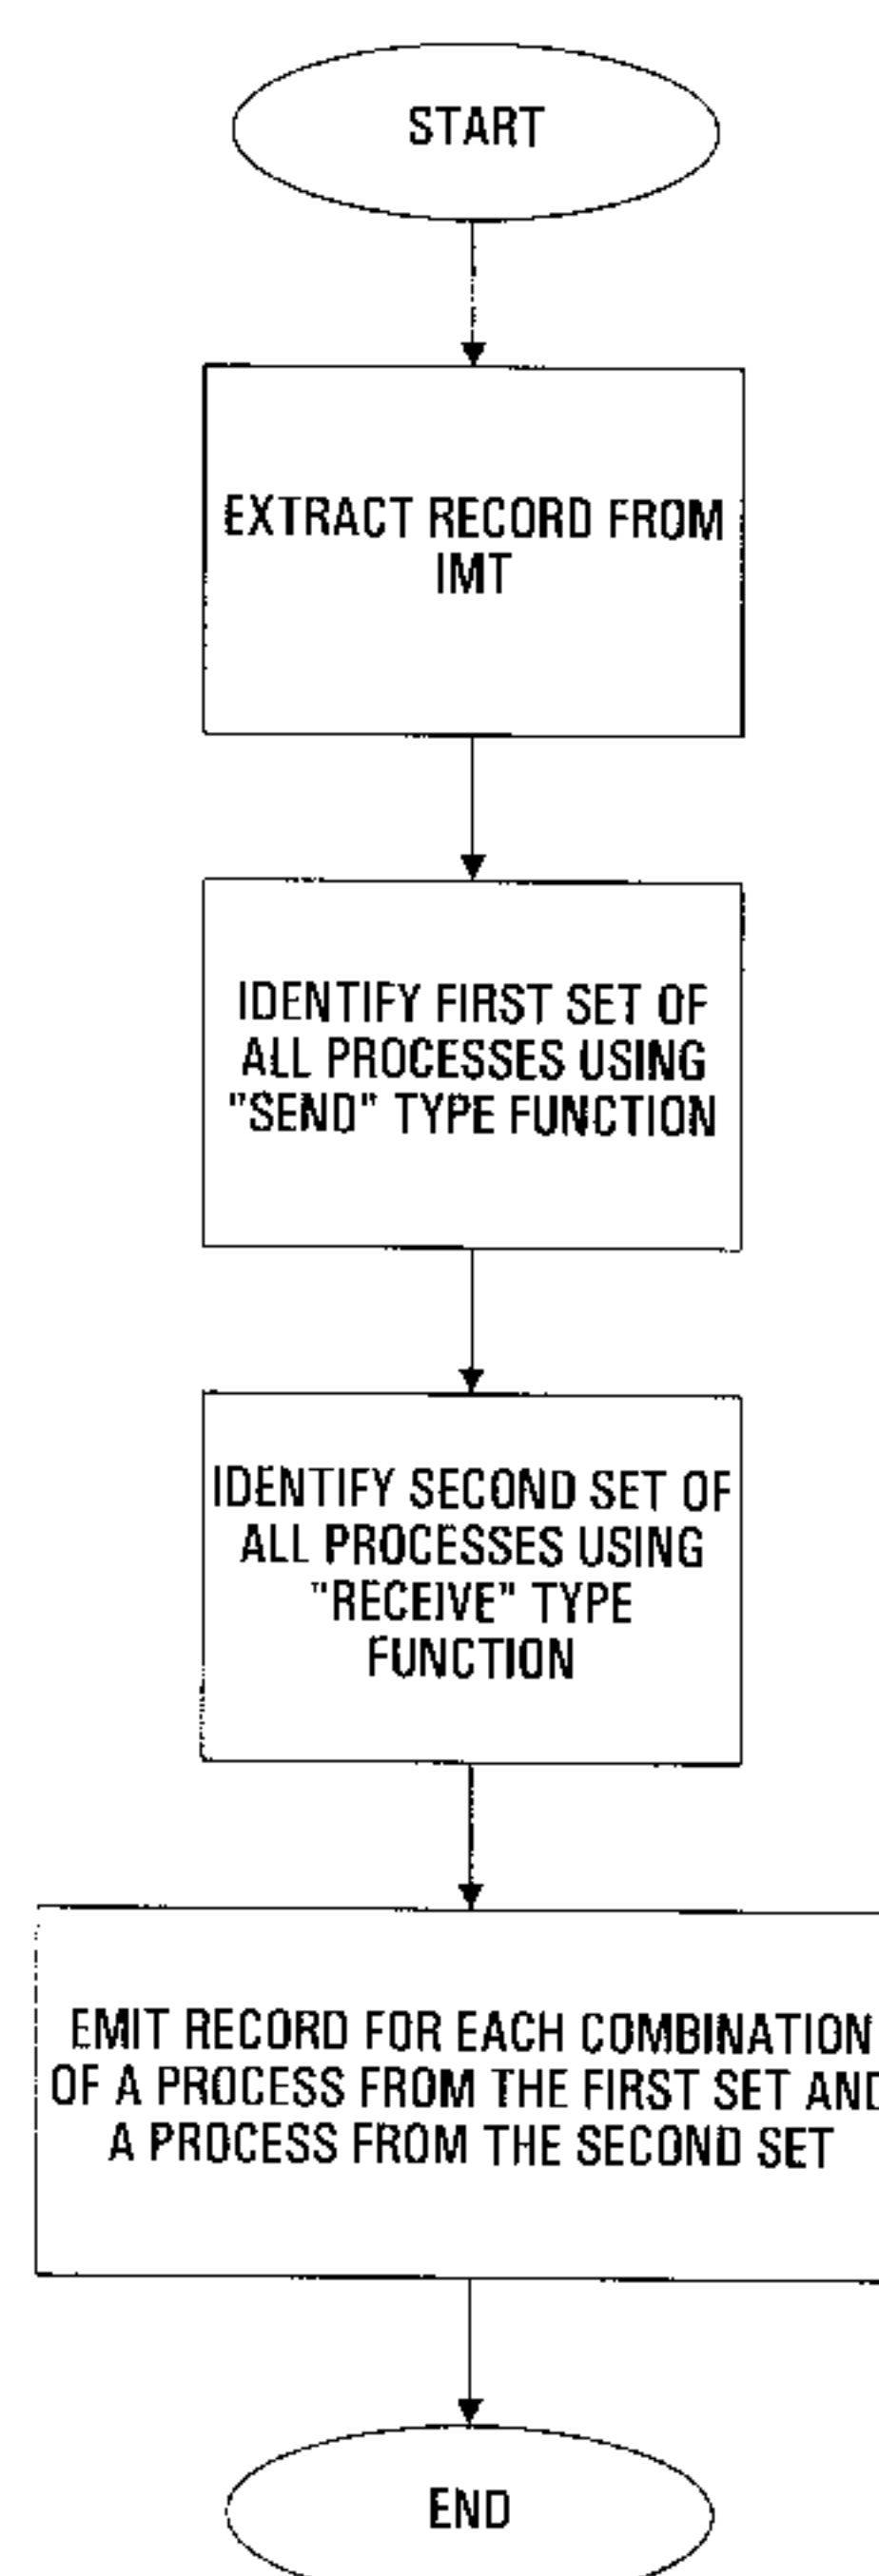 START
EXTRACT RECORD FROM
IMT
IDENTIFY FIRST SET OF
ALL PROCESSES USING
"SEND" TYPE FUNCTION
IDENTIFY SECOND SET OF
ALL PROCESSES USING
"RECEIVE" TYPE
FUNCTION
EMIT RECORD FOR EACH COMBINATION
OF A PROCESS FROM THE FIRST SET AND
A PROCESS FROM THE SECOND SET
END